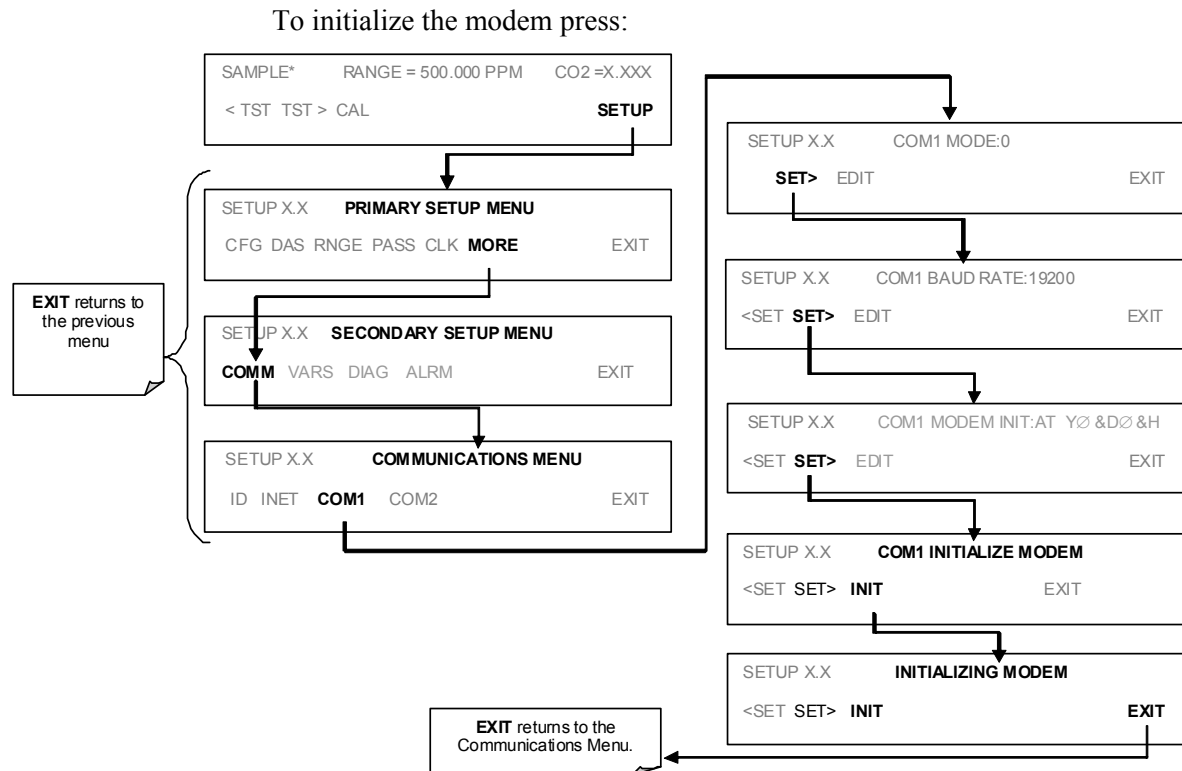 To initialize the modem press:
SAMPLE* RANGE = 500.000 PPM CO2 =X.XXX
< TST TST > CAL SETUP
SETUP X.X PRIMARY SETUP MENU
CFG DAS RNGE PASS CLK MORE EXIT
EXIT returns to
the previous
menu
SETUP X.X SECONDARY SETUP MENU
COMM VARS DIAG ALRM EXIT
SETUP X.X COMMUNICATIONS MENU
ID INET COM1 COM2 EXIT
SETUP X.X COM1 MODE:0
SET> EDIT EXIT
SETUP X.X COM1 BAUD RATE:19200
<SET SET> EDIT EXIT
SETUP X.X COM1 MODEM INIT:AT Y∅ &D∅ &H
<SET SET> EDIT EXIT
SETUP X.X COM1 INITIALIZE MODEM
<SET SET> INIT EXIT
SETUP X.X INITIALIZING MODEM
<SET SET> INIT EXIT
EXIT returns to the
Communications Menu.